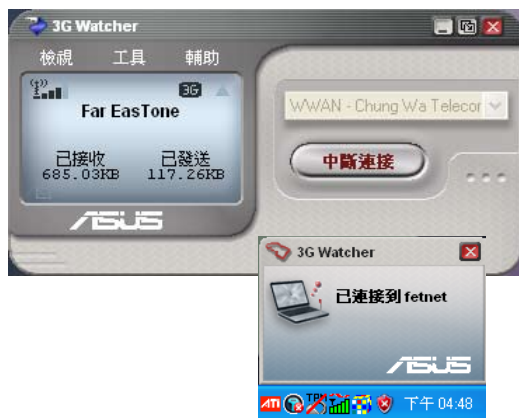 3G Watcher
檢視 工具 輔助
3G
Far EasTone
已接收 已發送
685.03KB 117.26KB
ASUS
WWAN - Chung Wa Telecor
中斷連接
3G Watcher
已連接到 fetnet
ASUS
ATI TPM 下午 04:48